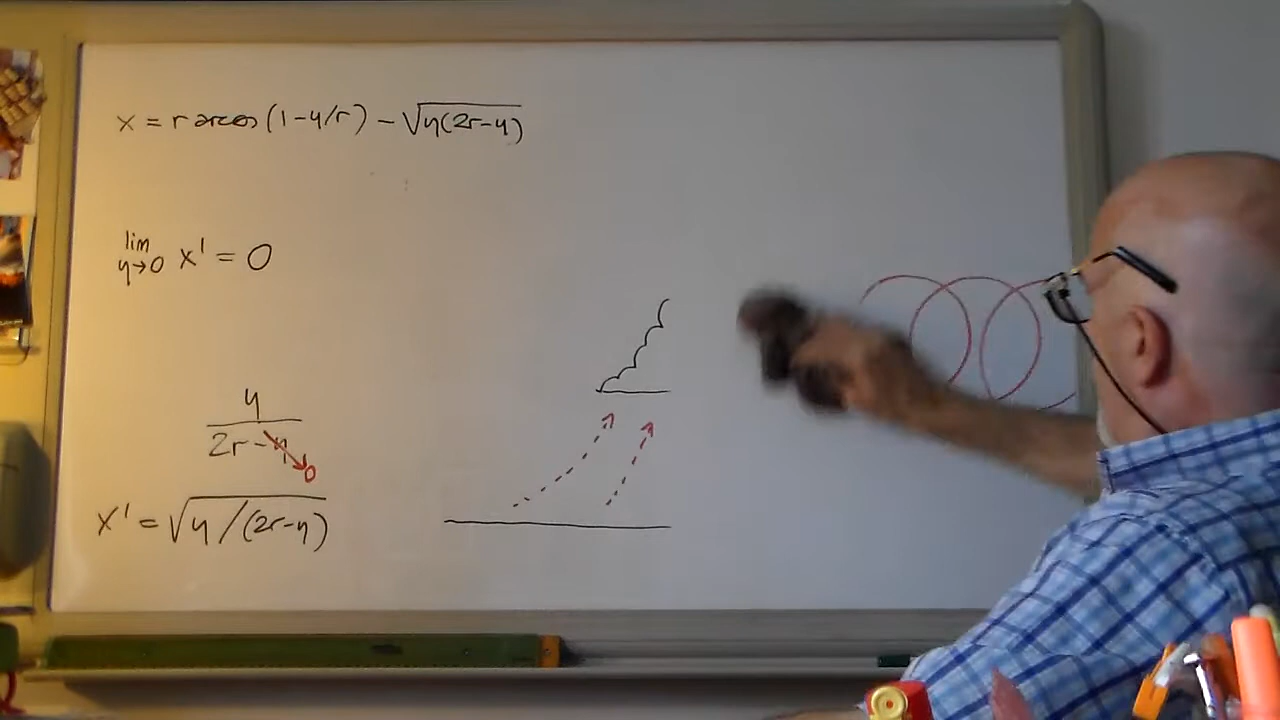 x = r arccos (1-y/r) - √y(2r-y)
lim x' = 0
y→0
y
2r - y 0
x' = √y/(2r-y)